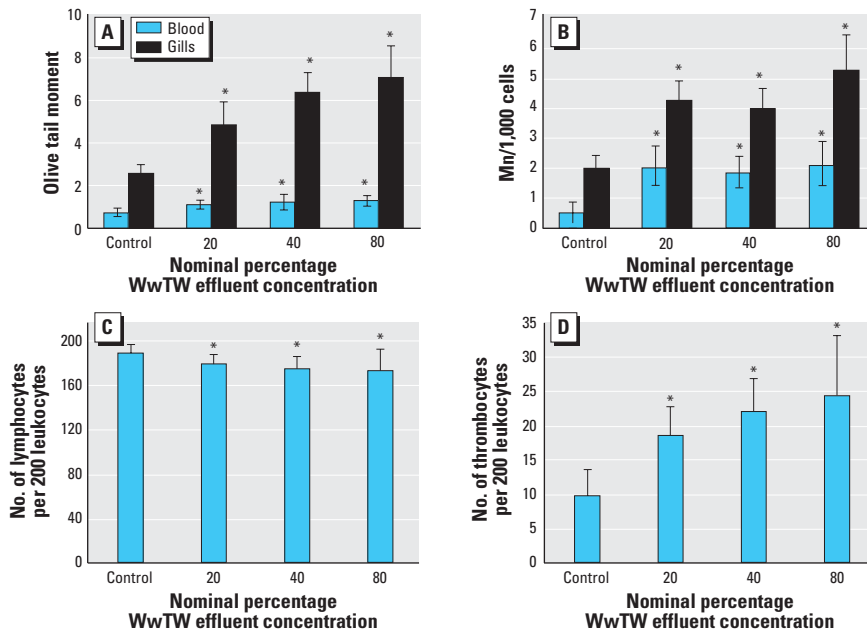 A
Blood
Gills
Olive tail moment
10
8
6
4
2
0
*
*
*
*
*
*
Control
20
40
80
Nominal percentage
WwTW effluent concentration
B
Mn/1,000 cells
7
6
5
4
3
2
1
0
*
*
*
*
*
*
Control
20
40
80
Nominal percentage
WwTW effluent concentration
C
No. of lymphocytes
per 200 leukocytes
200
160
120
80
40
0
*
*
*
Control
20
40
80
Nominal percentage
WwTW effluent concentration
D
No. of thrombocytes
per 200 leukocytes
35
30
25
20
15
10
5
0
*
*
*
Control
20
40
80
Nominal percentage
WwTW effluent concentration